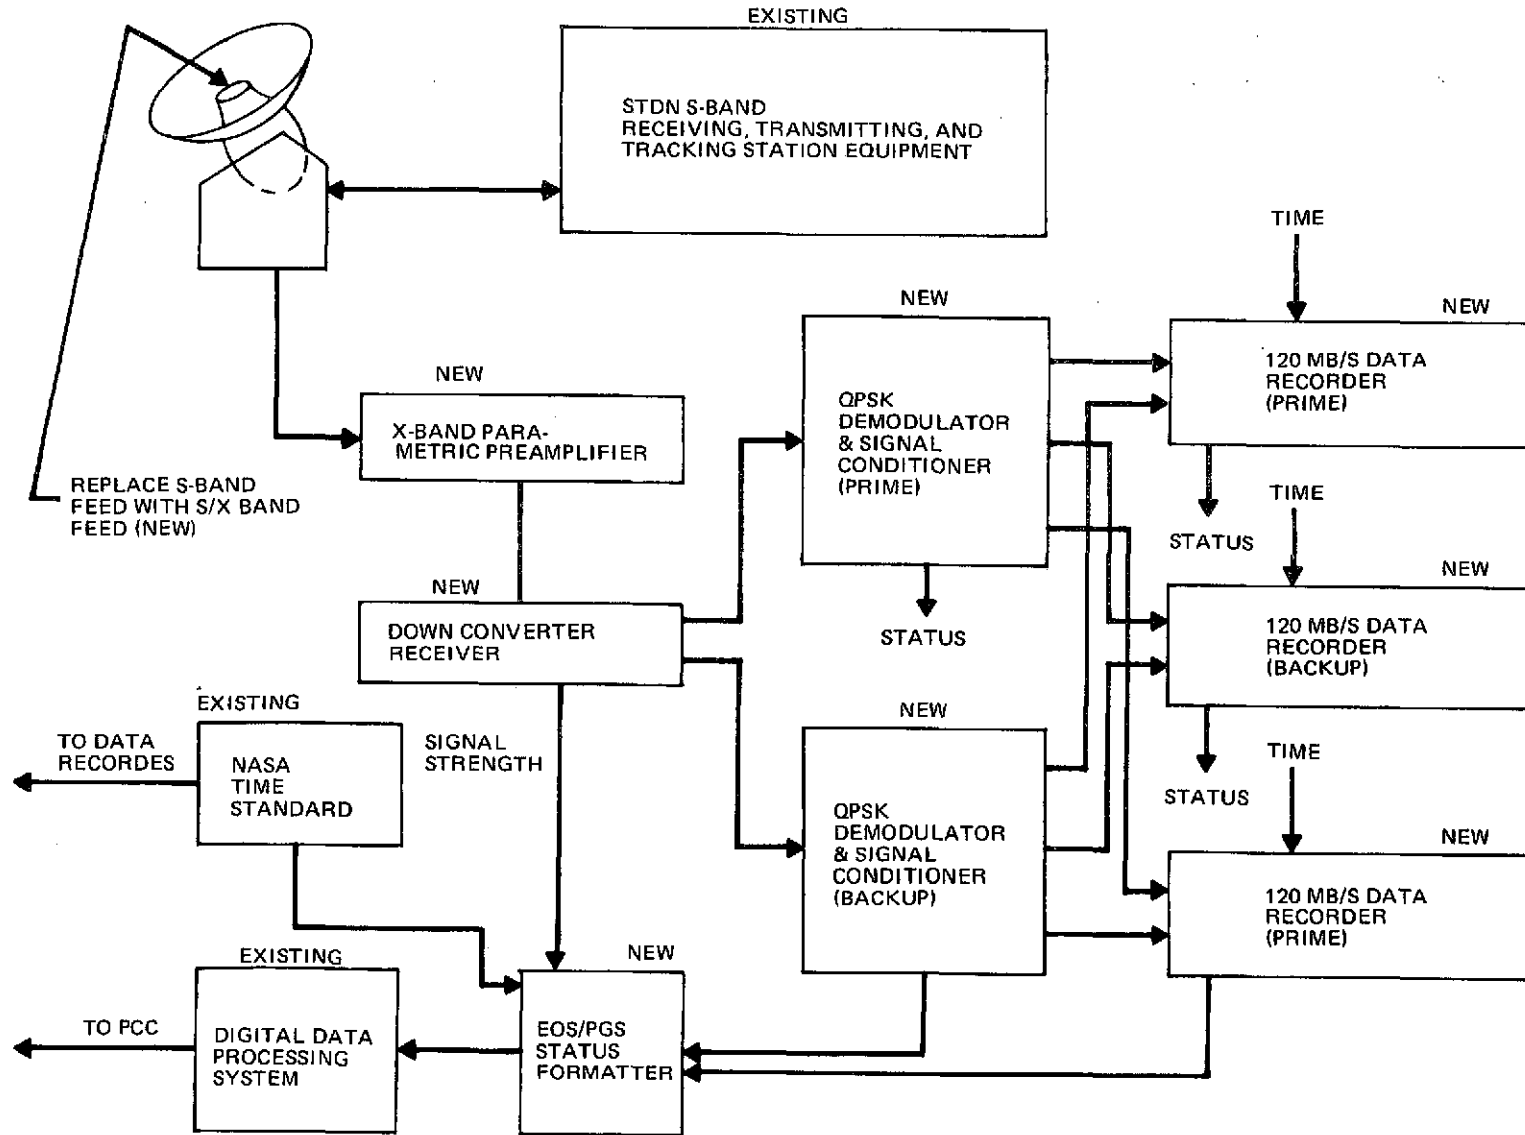 EXISTING
STDN S-BAND
RECEIVING, TRANSMITTING, AND
TRACKING STATION EQUIPMENT
TIME
NEW
NEW
120 MB/S DATA
RECORDER
(PRIME)
NEW
X-BAND PARA-
METRIC PREAMPLIFIER
QPSK
DEMODULATOR
& SIGNAL
CONDITIONER
(PRIME)
REPLACE S-BAND
FEED WITH S/X BAND
FEED (NEW)
TIME
STATUS
NEW
NEW
DOWN CONVERTER
RECEIVER
STATUS
120 MB/S DATA
RECORDER
(BACKUP)
EXISTING
NEW
TO DATA
RECORDES
NASA
TIME
STANDARD
SIGNAL
STRENGTH
TIME
STATUS
QPSK
DEMODULATOR
& SIGNAL
CONDITIONER
(BACKUP)
NEW
120 MB/S DATA
RECORDER
(PRIME)
EXISTING
NEW
TO PCC
DIGITAL DATA
PROCESSING
SYSTEM
EOS/PGS
STATUS
FORMATTER